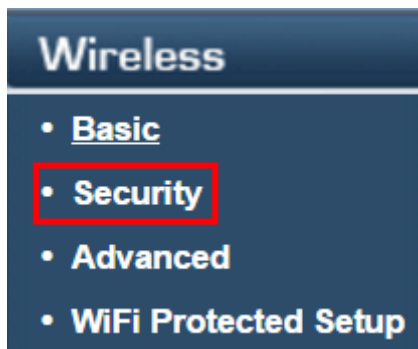 Wireless
• Basic
• Security
• Advanced
• WiFi Protected Setup